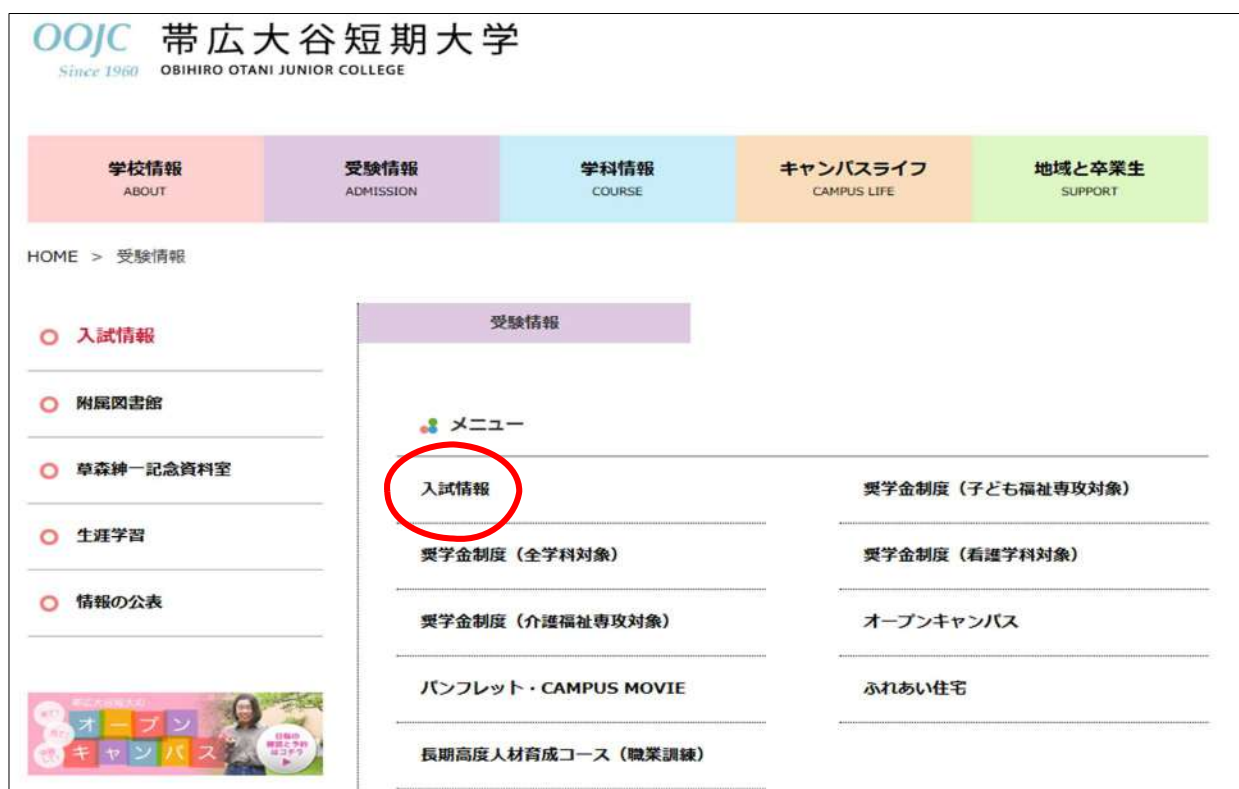 OOJC 帯広大谷短期大学
Since 1960 OBIHIRO OTANI JUNIOR COLLEGE
学校情報 受験情報 学科情報 キャンパスライフ 地域と卒業生
ABOUT ADMISSION COURSE CAMPUS LIFE SUPPORT
HOME > 受験情報
入試情報
附属図書館
草森紳一記念資料室
生涯学習
情報の公表
オープン
キャンパス
受験情報
メニュー
入試情報 奨学金制度（子ども福祉専攻対象）
奨学金制度（全学科対象） 奨学金制度（看護学科対象）
奨学金制度（介護福祉専攻対象） オープンキャンパス
パンフレット・CAMPUS MOVIE ふれあい住宅
長期高度人材育成コース（職業訓練）